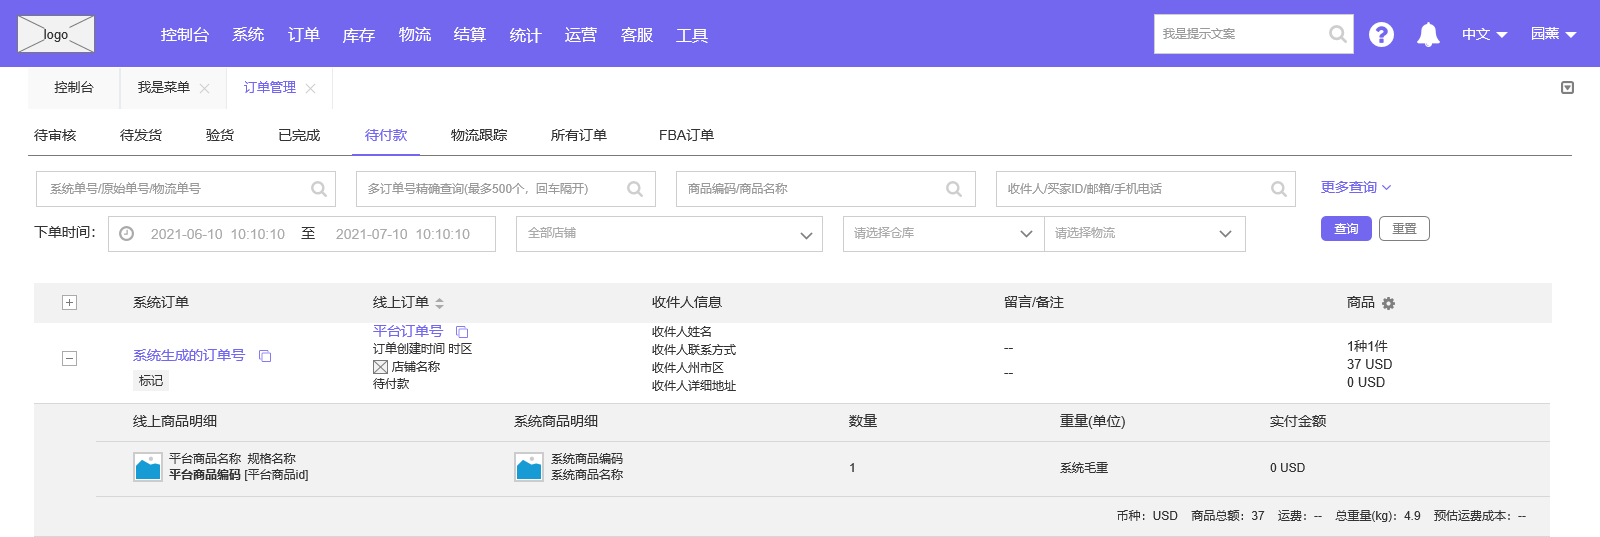 logo 控制台 系统 订单 库存 物流 结算 统计 运营 客服 工具 我是提示文案 ? 中文 园薰
控制台 我是菜单 订单管理
待审核 待发货 验货 已完成 待付款 物流跟踪 所有订单 FBA订单
系统单号/原始单号/物流单号 多订单号精确查询(最多500个，回车隔开) 商品编码/商品名称 收件人/买家ID/邮箱/手机电话 更多查询
下单时间： 2021-06-10 10:10:10 至 2021-07-10 10:10:10 全部店铺 请选择仓库 请选择物流 查询 重置
系统订单 线上订单 收件人信息 留言/备注 商品
系统生成的订单号
标记
平台订单号
订单创建时间 时区
店铺名称
待付款
收件人姓名
收件人联系方式
收件人州市区
收件人详细地址
--
--
1种1件
37 USD
0 USD
线上商品明细 系统商品明细 数量 重量(单位) 实付金额
平台商品名称 规格名称
平台商品编码 [平台商品id]
系统商品编码
系统商品名称
1 系统毛重 0 USD
币种：USD 商品总额：37 运费：-- 总重量(kg)：4.9 预估运费成本：--